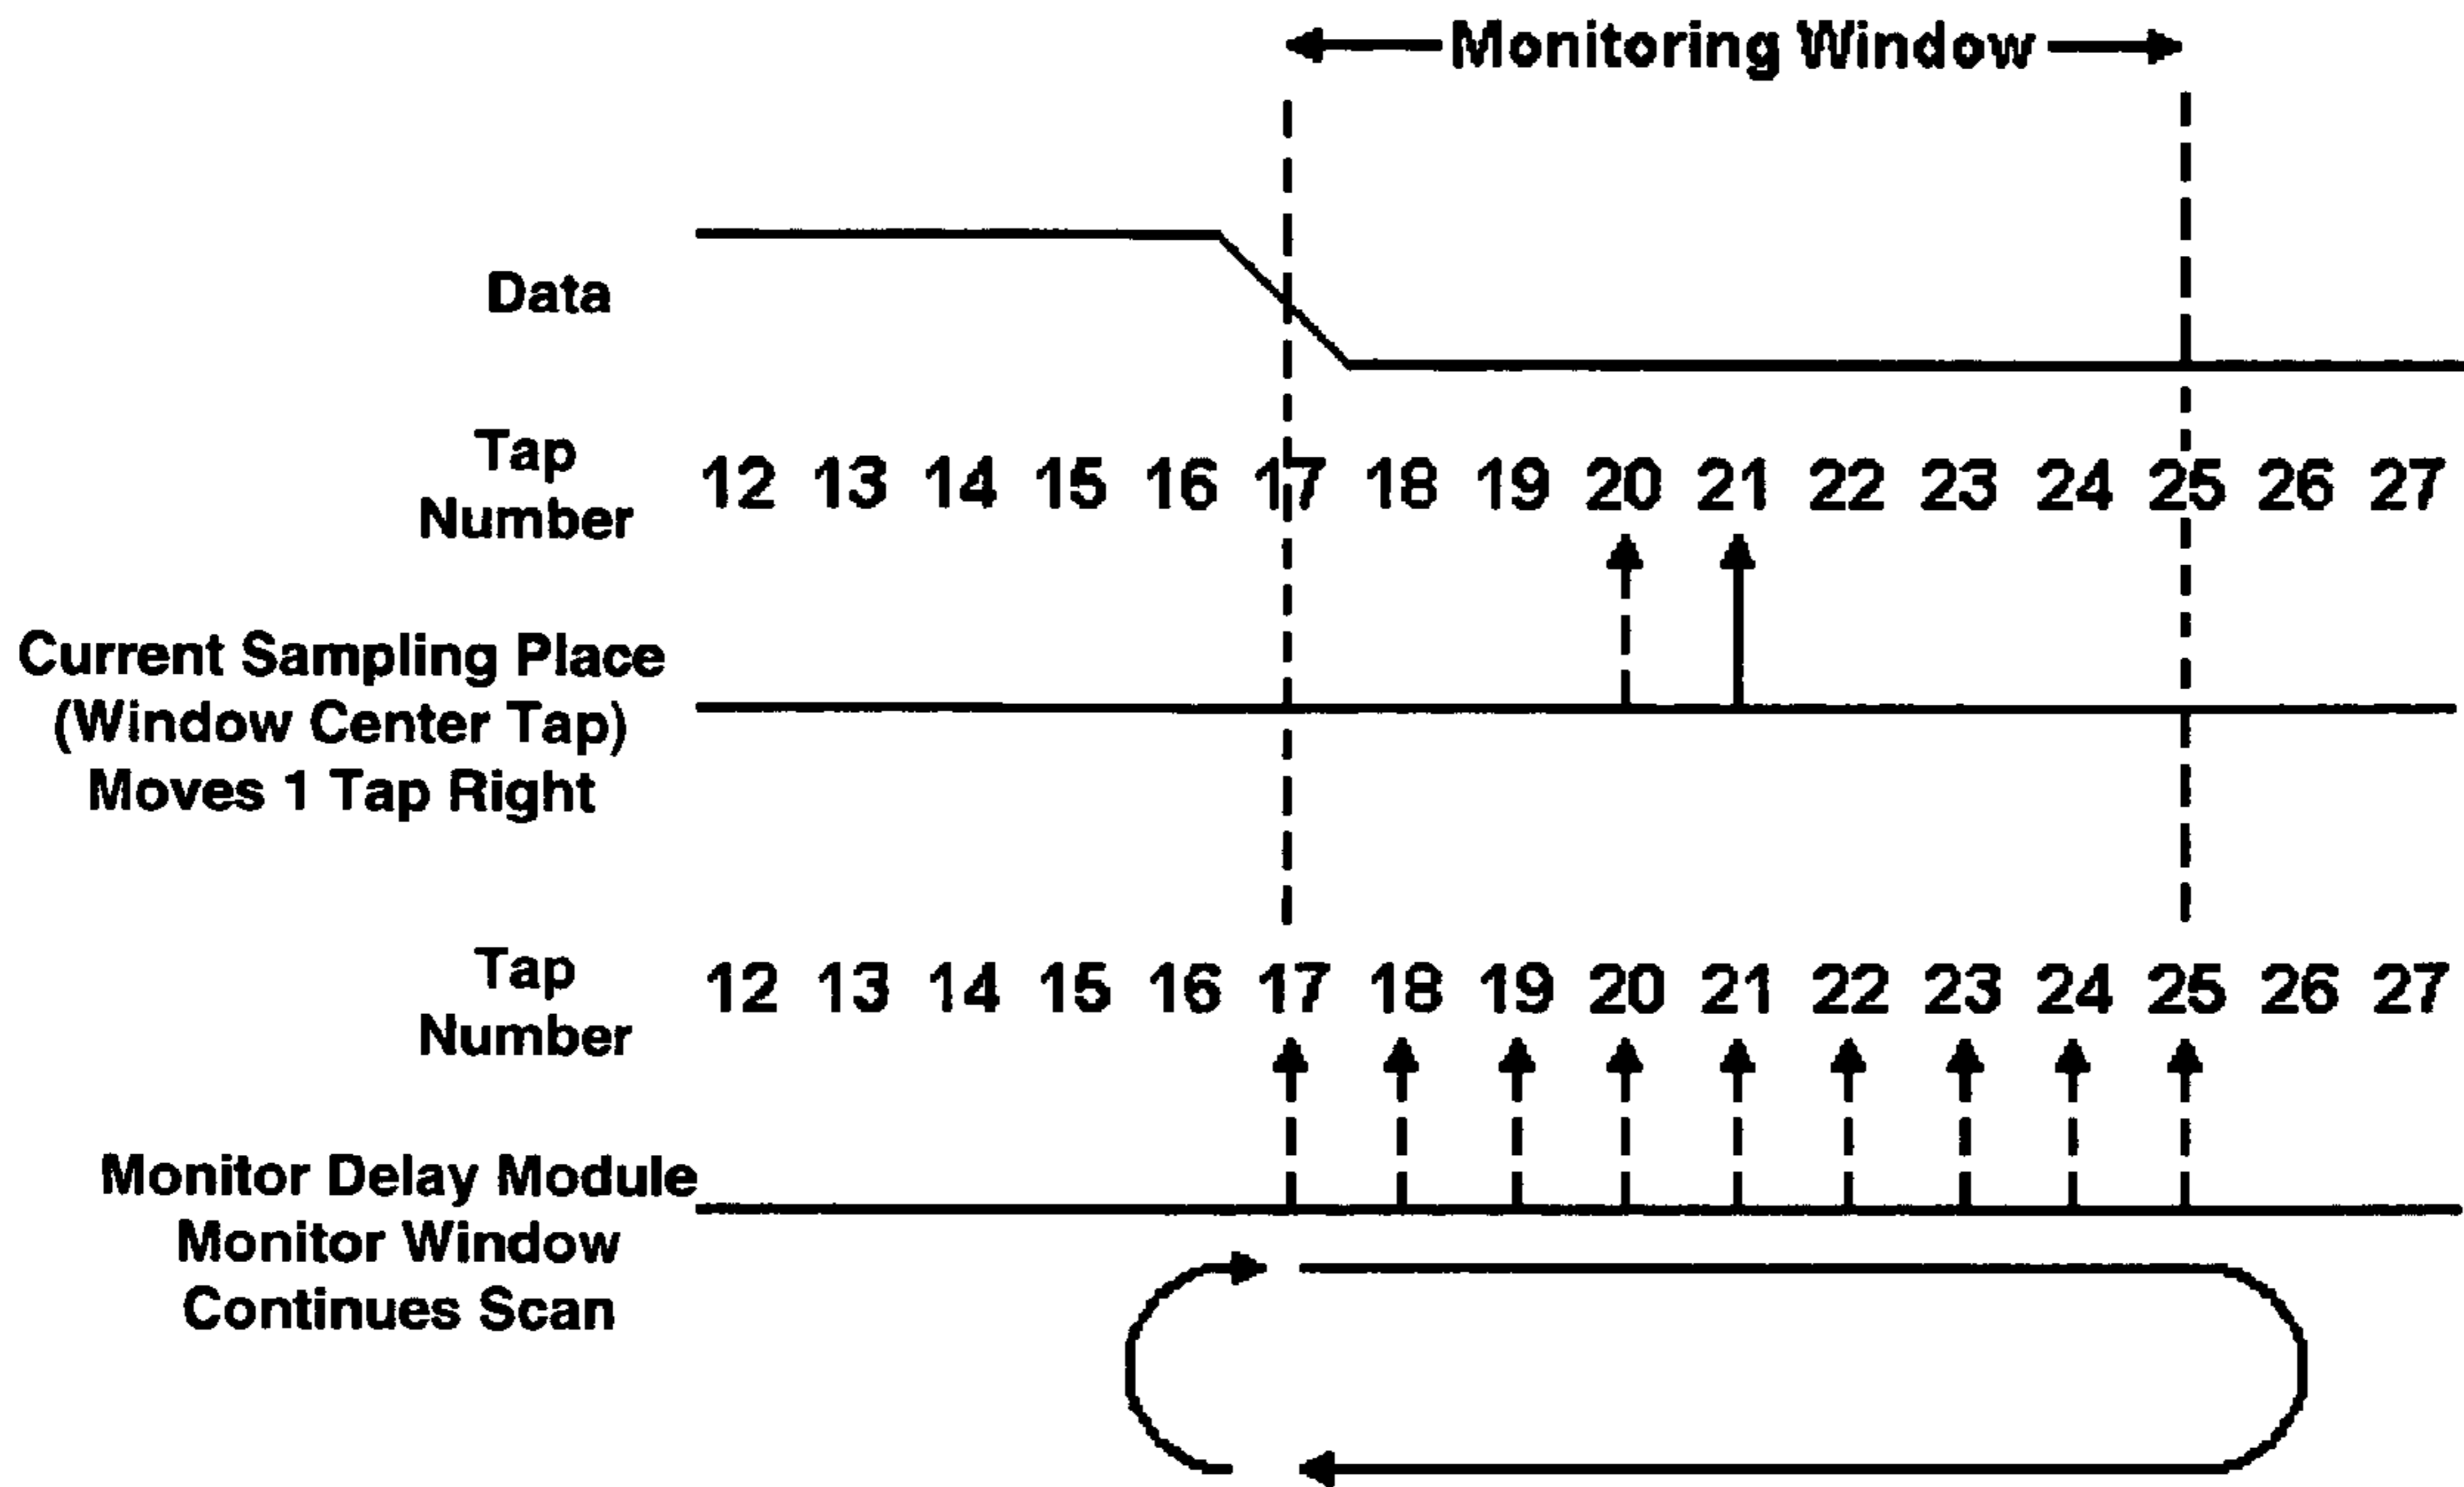 Monitoring Window
Data
Tap
Number
12 13 14 15 16 17 18 19 20 21 22 23 24 25 26 27
Current Sampling Place
(Window Center Tap)
Moves 1 Tap Right
Tap
Number
12 13 14 15 16 17 18 19 20 21 22 23 24 25 26 27
Monitor Delay Module
Monitor Window
Continues Scan